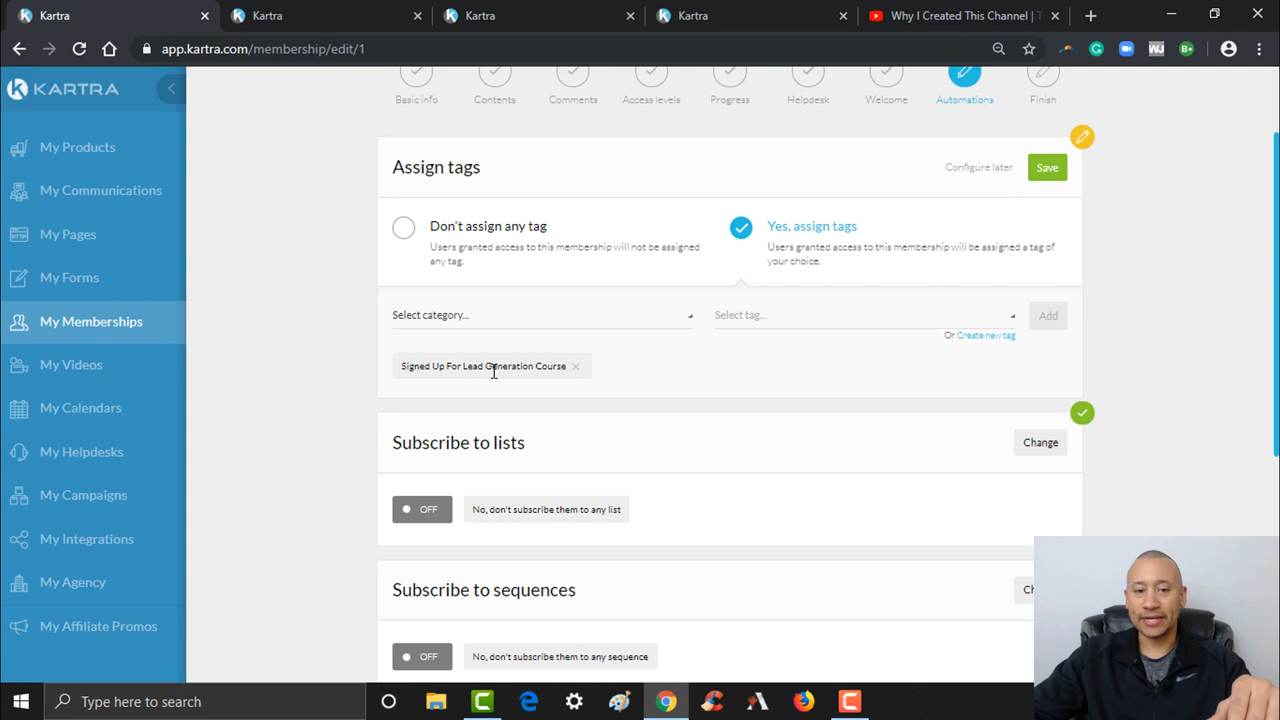 Kartra
Kartra
Kartra
Kartra
Why I Created This Channel | T
app.kartra.com/membership/edit/1
KARTRA
My Products
My Communications
My Pages
My Forms
My Memberships
My Videos
My Calendars
My Helpdesks
My Campaigns
My Integrations
My Agency
My Affiliate Promos
Basic info
Contents
Comments
Access levels
Progress
Helpdesk
Welcome
Automations
Finish
Assign tags
Configure later
Save
Don't assign any tag
Users granted access to this membership will not be assigned
any tag.
Yes, assign tags
Users granted access to this membership will be assigned a tag of
your choice.
Select category...
Select tag...
Add
Or Create new tag
Signed Up For Lead Generation Course
Subscribe to lists
Change
OFF
No, don't subscribe them to any list
Subscribe to sequences
Ch
OFF
No, don't subscribe them to any sequence
Type here to search